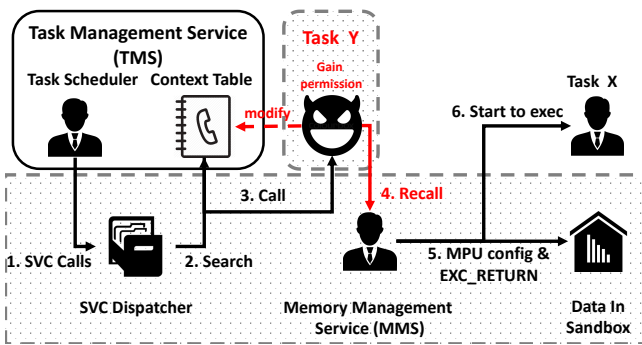 Task Management Service
(TMS)
Task Scheduler
Context Table
Task Y
Gain
permission
modify
Task X
6. Start to exec
3. Call
4. Recall
1. SVC Calls
2. Search
5. MPU config &
EXC_RETURN
SVC Dispatcher
Memory Management
Service (MMS)
Data In
Sandbox